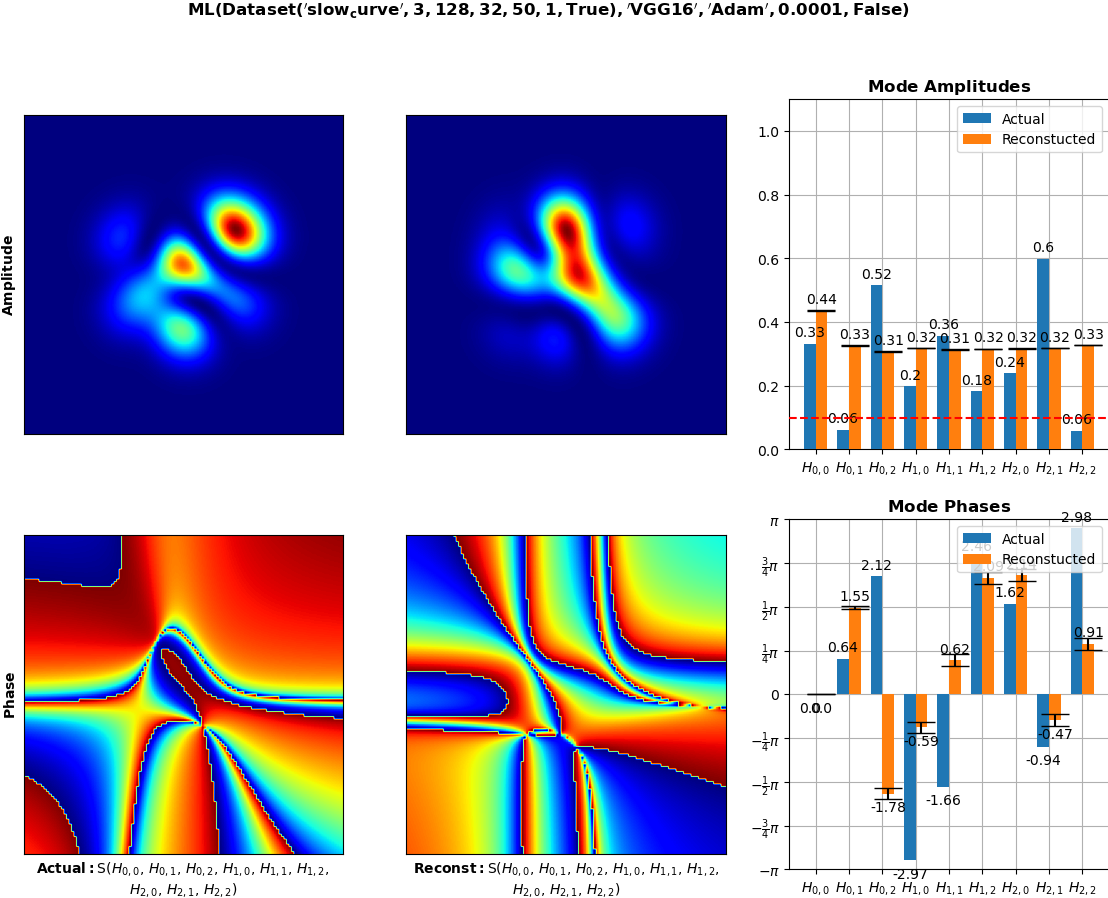 ML(Dataset('slow_curve', 3, 128, 32, 50, 1, True), 'VGG16', 'Adam', 0.0001, False)
Amplitude
Mode Amplitudes
Actual
Reconstucted
1.0
0.8
0.6
0.4
0.2
0.0
0.33
0.44
0.06
0.33
0.52
0.31
0.2
0.32
0.36
0.31
0.18
0.32
0.24
0.32
0.6
0.32
0.06
0.33
H0,0 H0,1 H0,2 H1,0 H1,1 H1,2 H2,0 H2,1 H2,2
Phase
Actual: S(H0,0, H0,1, H0,2, H1,0, H1,1, H1,2,
H2,0, H2,1, H2,2)
Reconst: S(H0,0, H0,1, H0,2, H1,0, H1,1, H1,2,
H2,0, H2,1, H2,2)
Mode Phases
Actual
Reconstucted
π
3/4π
1/2π
1/4π
0
−1/4π
−1/2π
−3/4π
−π
0.0
0.0
0.64
1.55
2.12
-1.78
-2.97
-0.59
-1.66
0.62
2.46
2.09
1.62
-0.94
-0.47
2.98
0.91
H0,0 H0,1 H0,2 H1,0 H1,1 H1,2 H2,0 H2,1 H2,2